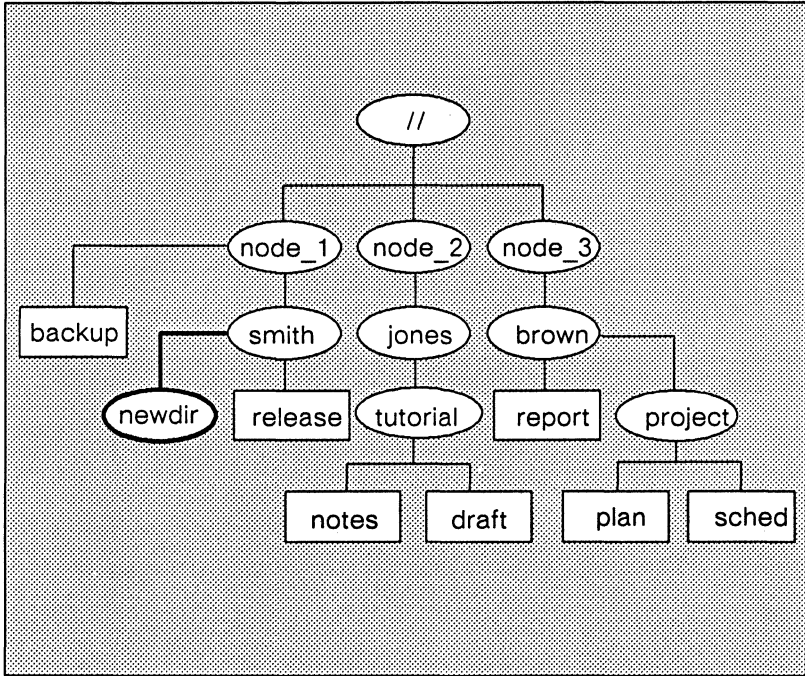 //
node_1 node_2 node_3
backup smith jones brown
newdir release tutorial report project
notes draft plan sched